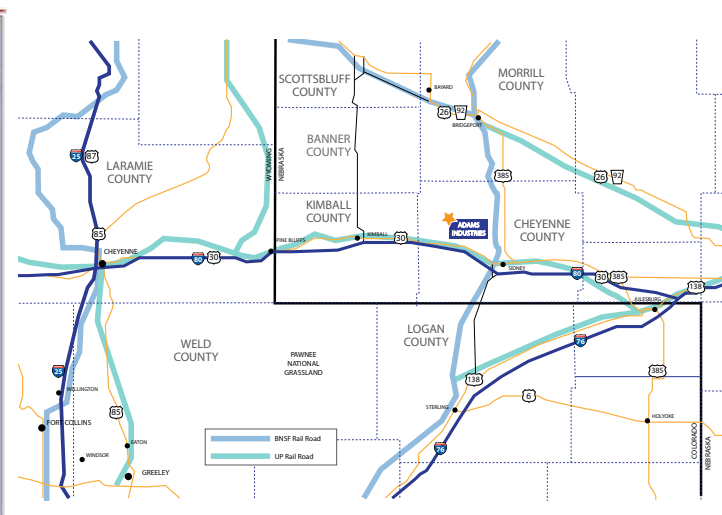 SCOTTSBLUFF
COUNTY
MORRILL
COUNTY
BAYARD
26
92
BRIDGEPORT
BANNER
COUNTY
25
87
LARAMIE
COUNTY
WYOMING
NEBRASKA
385
26
92
KIMBALL
COUNTY
ADAMS
INDUSTRIES
CHEYENNE
COUNTY
85
CHEYENNE
PINE BLUFFS
KIMBALL
30
80
30
SIDNEY
80
30
385
138
JULESBURG
WELD
COUNTY
PAWNEE
NATIONAL
GRASSLAND
LOGAN
COUNTY
76
25
138
385
WELLINGTON
85
6
STERLING
FORT COLLINS
HOLYOKE
EATON
WINDSOR
GREELEY
BNSF Rail Road
UP Rail Road
76
COLORADO
NEBRASKA